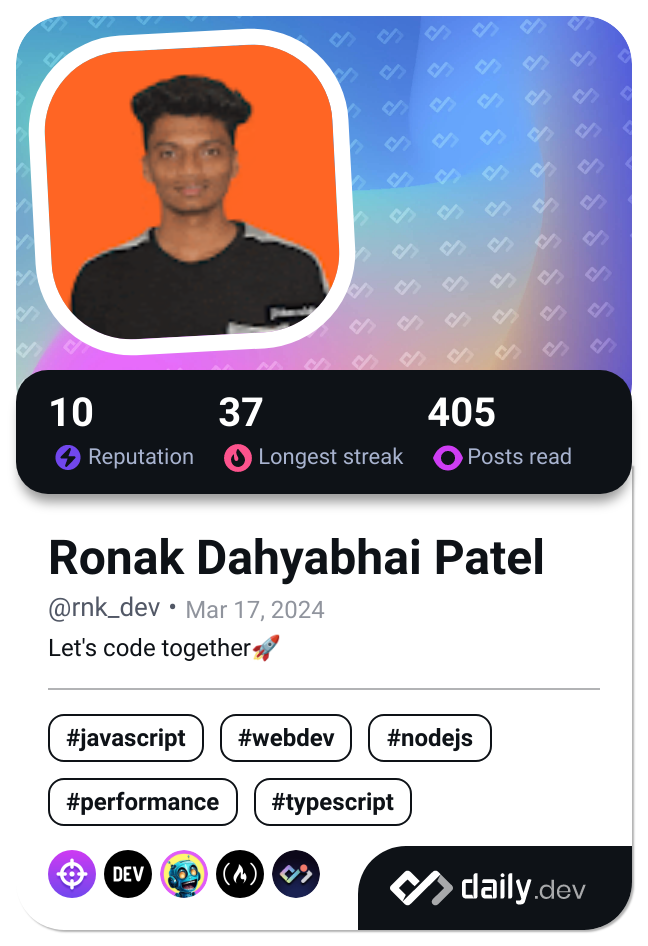 10 37 405
Reputation Longest streak Posts read
Ronak Dahyabhai Patel
@rnk_dev • Mar 17, 2024
Let's code together🚀
#javascript #webdev #nodejs
#performance #typescript
DEV
daily.dev